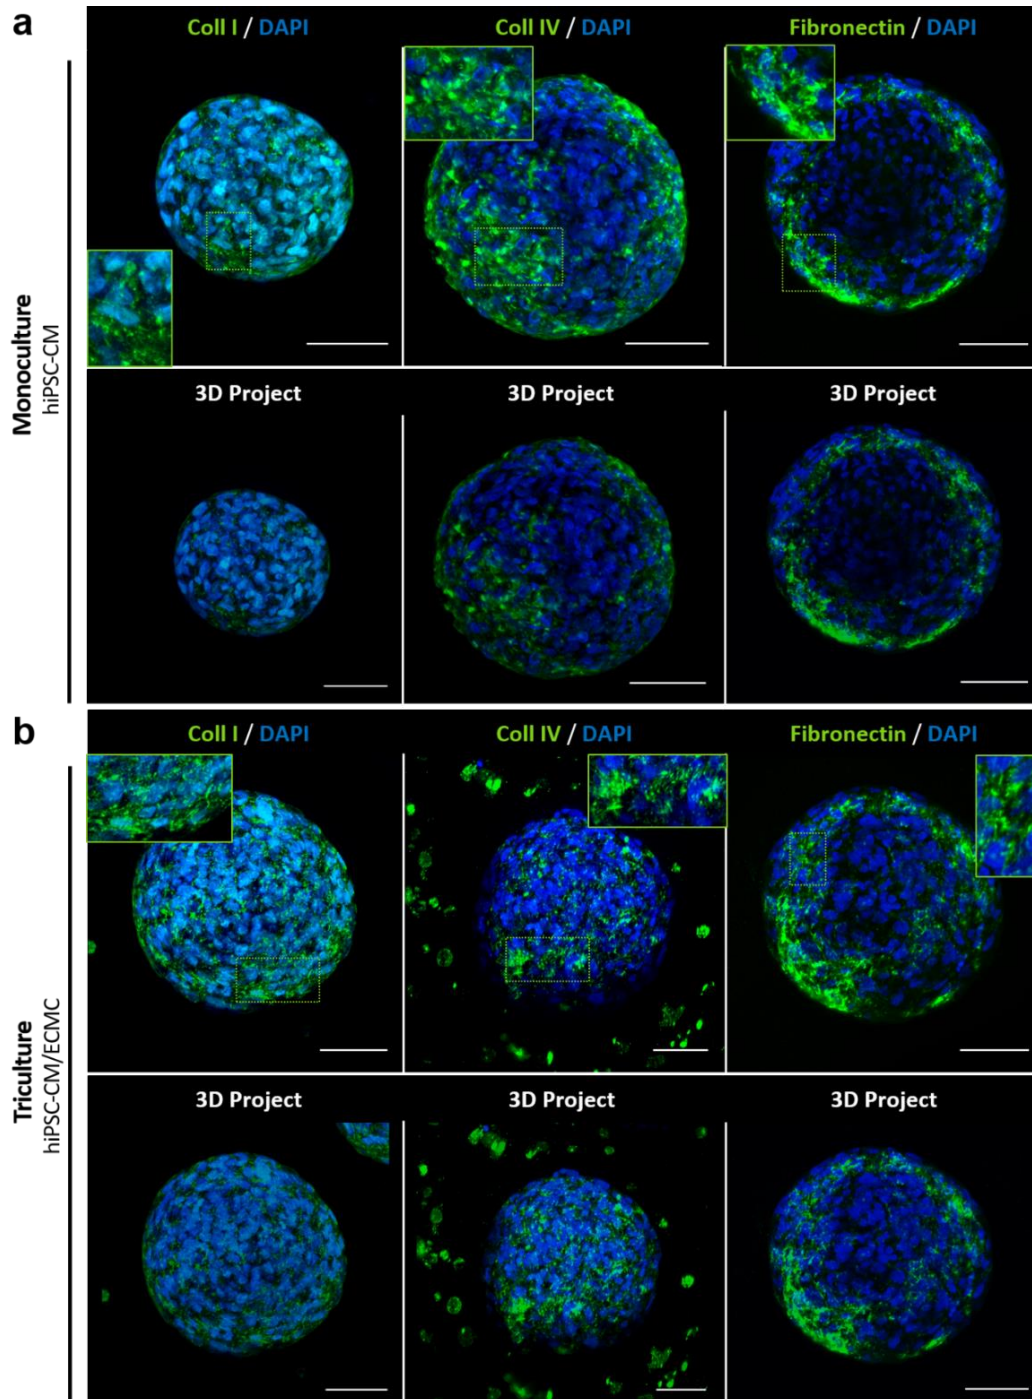 a
Coll I / DAPI
Coll IV / DAPI
Fibronectin / DAPI
Monoculture
hiPSC-CM
3D Project
3D Project
3D Project
b
Coll I / DAPI
Coll IV / DAPI
Fibronectin / DAPI
Triculture
hiPSC-CM/ECMC
3D Project
3D Project
3D Project